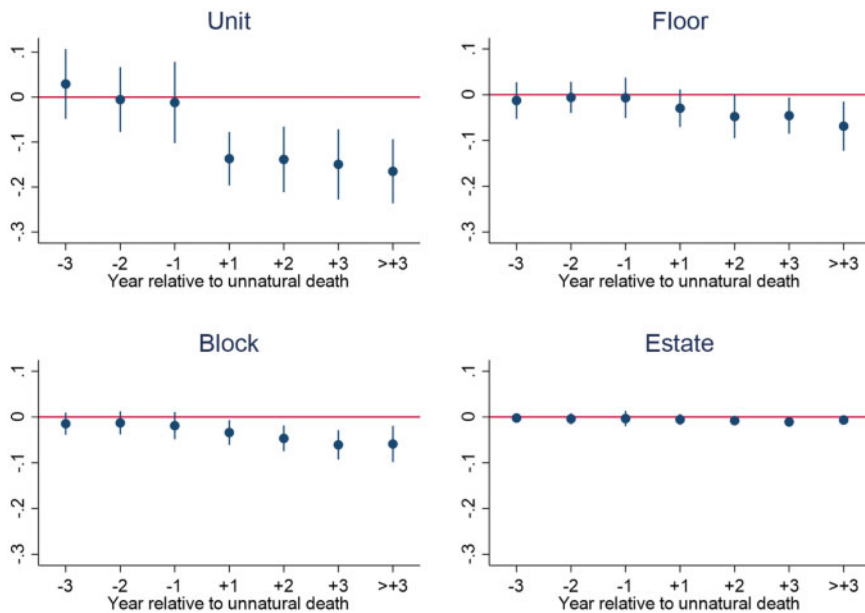 Unit
.1
0
-.1
-.2
-.3
-3 -2 -1 +1 +2 +3 >+3
Year relative to unnatural death
Floor
.1
0
-.1
-.2
-.3
-3 -2 -1 +1 +2 +3 >+3
Year relative to unnatural death
Block
.1
0
-.1
-.2
-.3
-3 -2 -1 +1 +2 +3 >+3
Year relative to unnatural death
Estate
.1
0
-.1
-.2
-.3
-3 -2 -1 +1 +2 +3 >+3
Year relative to unnatural death